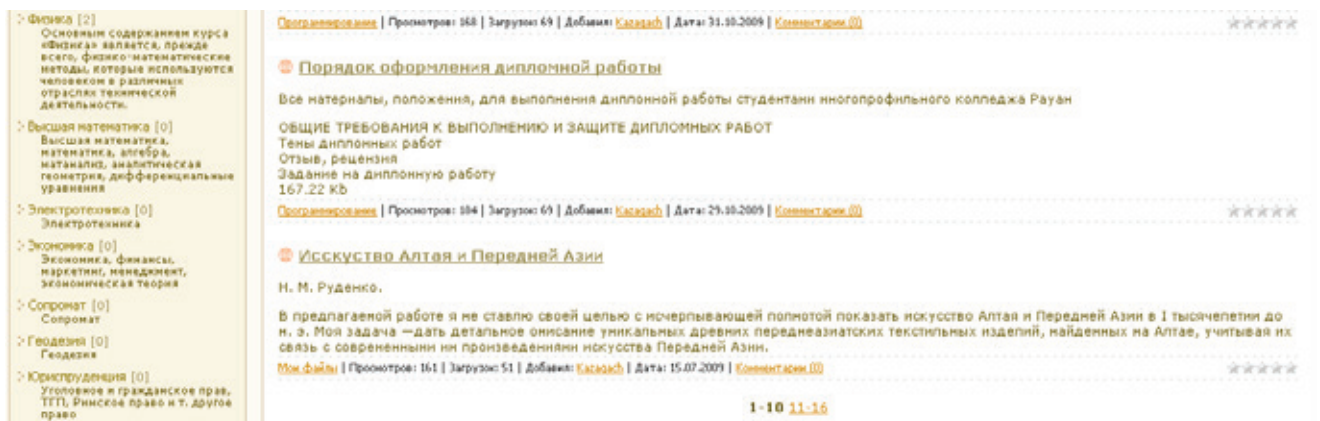 Физика [2]
Основным содержанием курса
«Физика» является, прежде
всего, физико-математические
методы, которые используются
человеком в различных
отраслях технической
деятельности.
Высшая математика [0]
Высшая математика,
математика, алгебра,
матанализ, аналитическая
геометрия, дифференциальные
уравнения
Электротехника [0]
Электротехника
Экономика [0]
Экономика, финансы,
маркетинг, менеджмент,
экономическая теория
Сопромат [0]
Сопромат
Геодезия [0]
Геодезия
Юриспруденция [0]
Уголовное и гражданское прав,
ТГП, Римское право и т. другое
право
Программирование | Просмотров: 168 | Загрузок: 69 | Добавил: Kazagach | Дата: 31.10.2009 | Комментарии (0)
Порядок оформления дипломной работы
Все материалы, положения, для выполнения дипломной работы студентами многопрофильного колледжа Рауан
ОБЩИЕ ТРЕБОВАНИЯ К ВЫПОЛНЕНИЮ И ЗАЩИТЕ ДИПЛОМНЫХ РАБОТ
Темы дипломных работ
Отзыв, рецензия
Задание на дипломную работу
167.22 Kb
Программирование | Просмотров: 184 | Загрузок: 69 | Добавил: Kazagach | Дата: 29.10.2009 | Комментарии (0)
Исскуство Алтая и Передней Азии
Н. М. Руденко.
В предлагаемой работе я не ставлю своей целью с исчерпывающей полнотой показать искусство Алтая и Передней Азии в I тысячелетии до
н. э. Моя задача —дать детальное описание уникальных древних переднеазиатских текстильных изделий, найденных на Алтае, учитывая их
связь с современными им произведениями искусства Передней Азии.
Мои файлы | Просмотров: 161 | Загрузок: 51 | Добавил: Kazagach | Дата: 15.07.2009 | Комментарии (0)
1-10 11-16